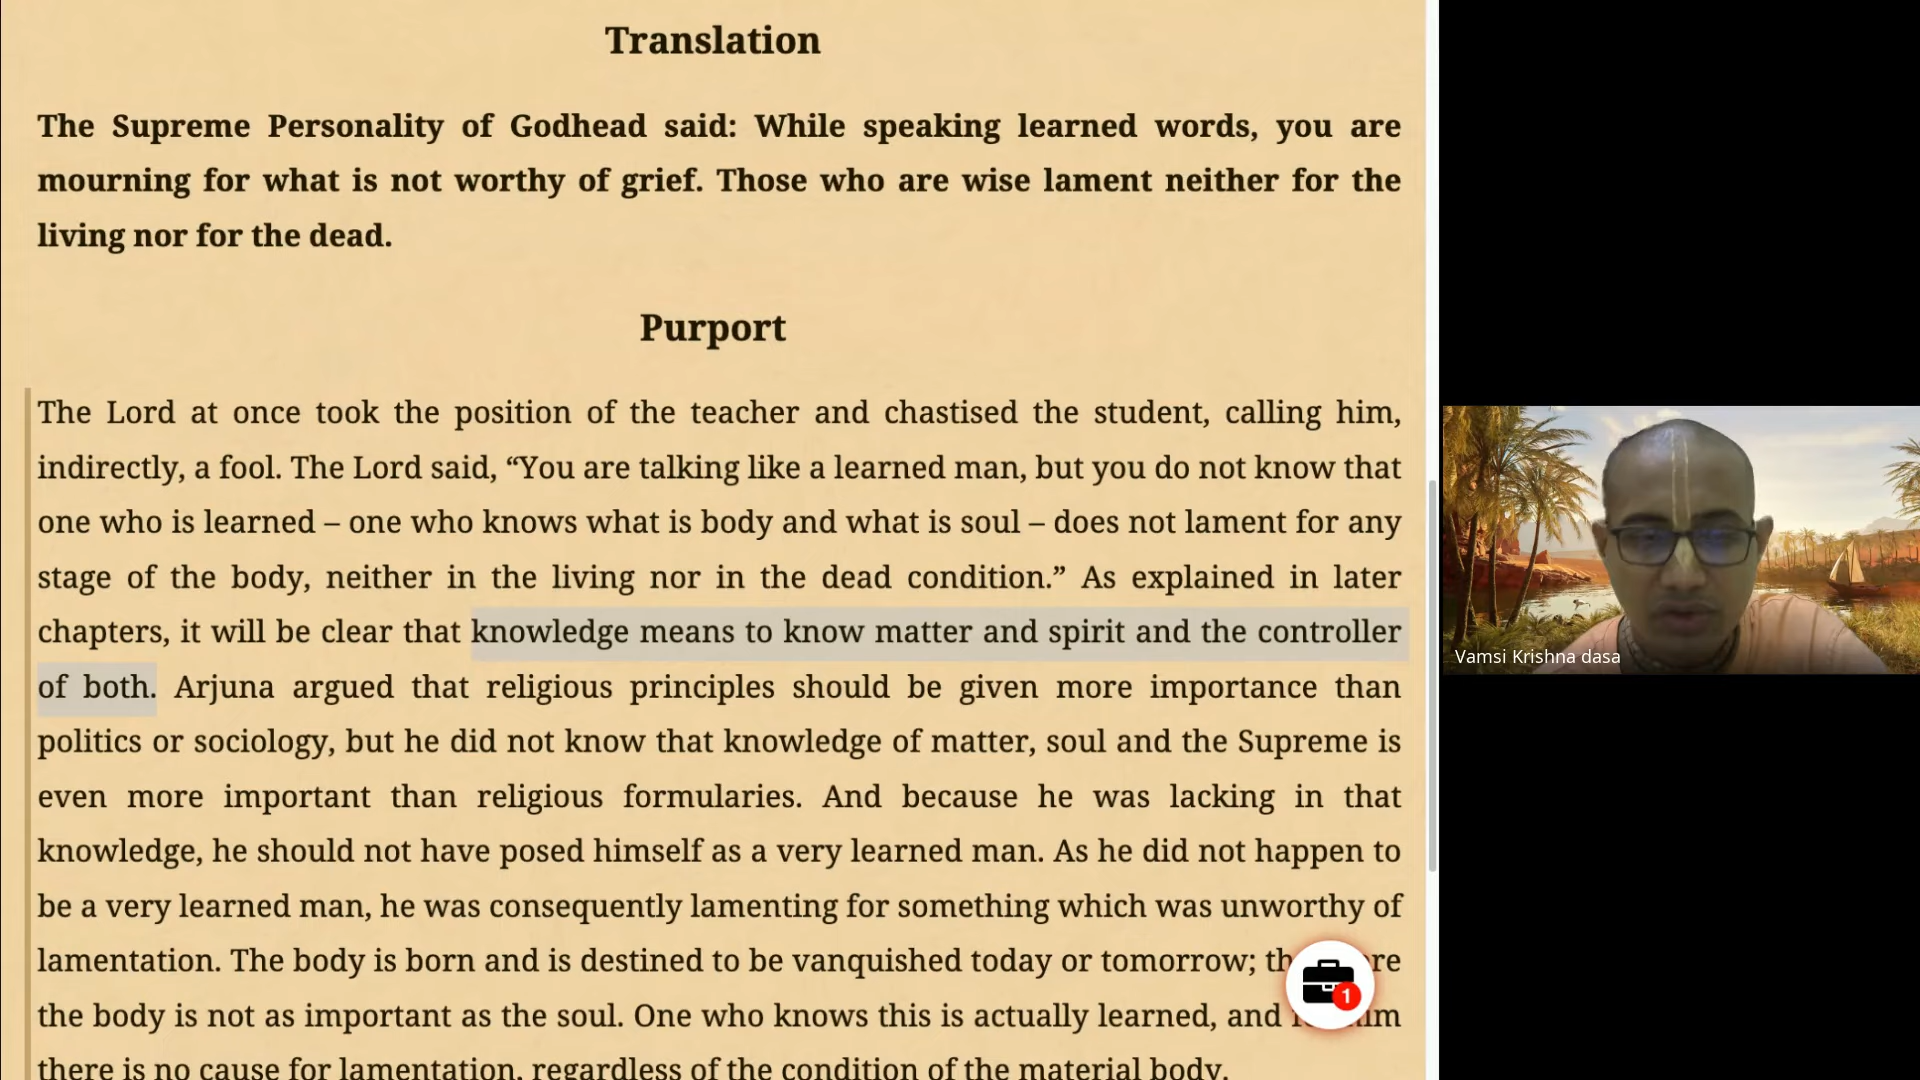 Translation
The Supreme Personality of Godhead said: While speaking learned words, you are
mourning for what is not worthy of grief. Those who are wise lament neither for the
living nor for the dead.
Purport
The Lord at once took the position of the teacher and chastised the student, calling him,
indirectly, a fool. The Lord said, “You are talking like a learned man, but you do not know that
one who is learned – one who knows what is body and what is soul – does not lament for any
stage of the body, neither in the living nor in the dead condition.” As explained in later
chapters, it will be clear that knowledge means to know matter and spirit and the controller
of both. Arjuna argued that religious principles should be given more importance than
politics or sociology, but he did not know that knowledge of matter, soul and the Supreme is
even more important than religious formularies. And because he was lacking in that
knowledge, he should not have posed himself as a very learned man. As he did not happen to
be a very learned man, he was consequently lamenting for something which was unworthy of
lamentation. The body is born and is destined to be vanquished today or tomorrow;
the body is not as important as the soul. One who knows this is actually learned, and
there is no cause for lamentation, regardless of the condition of the material body.
Vamsi Krishna dasa
1